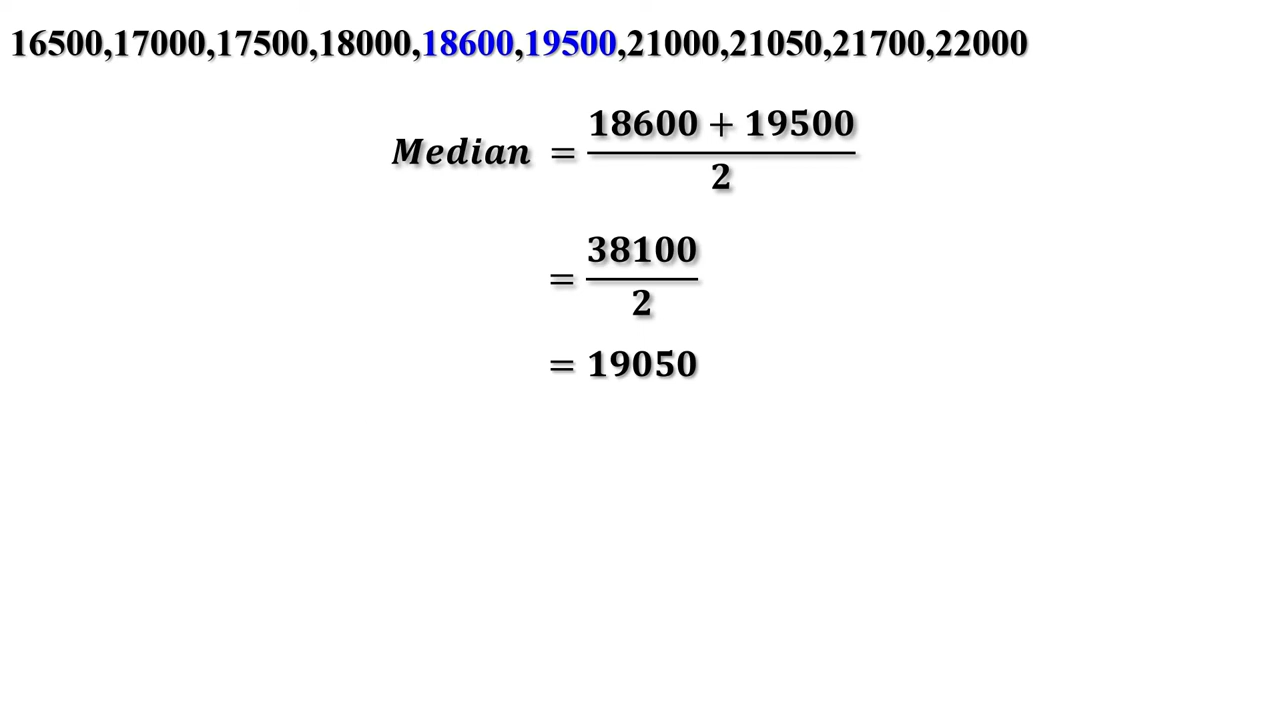 16500,17000,17500,18000,18600,19500,21000,21050,21700,22000
Median = (18600 + 19500)/2
= 38100/2
= 19050